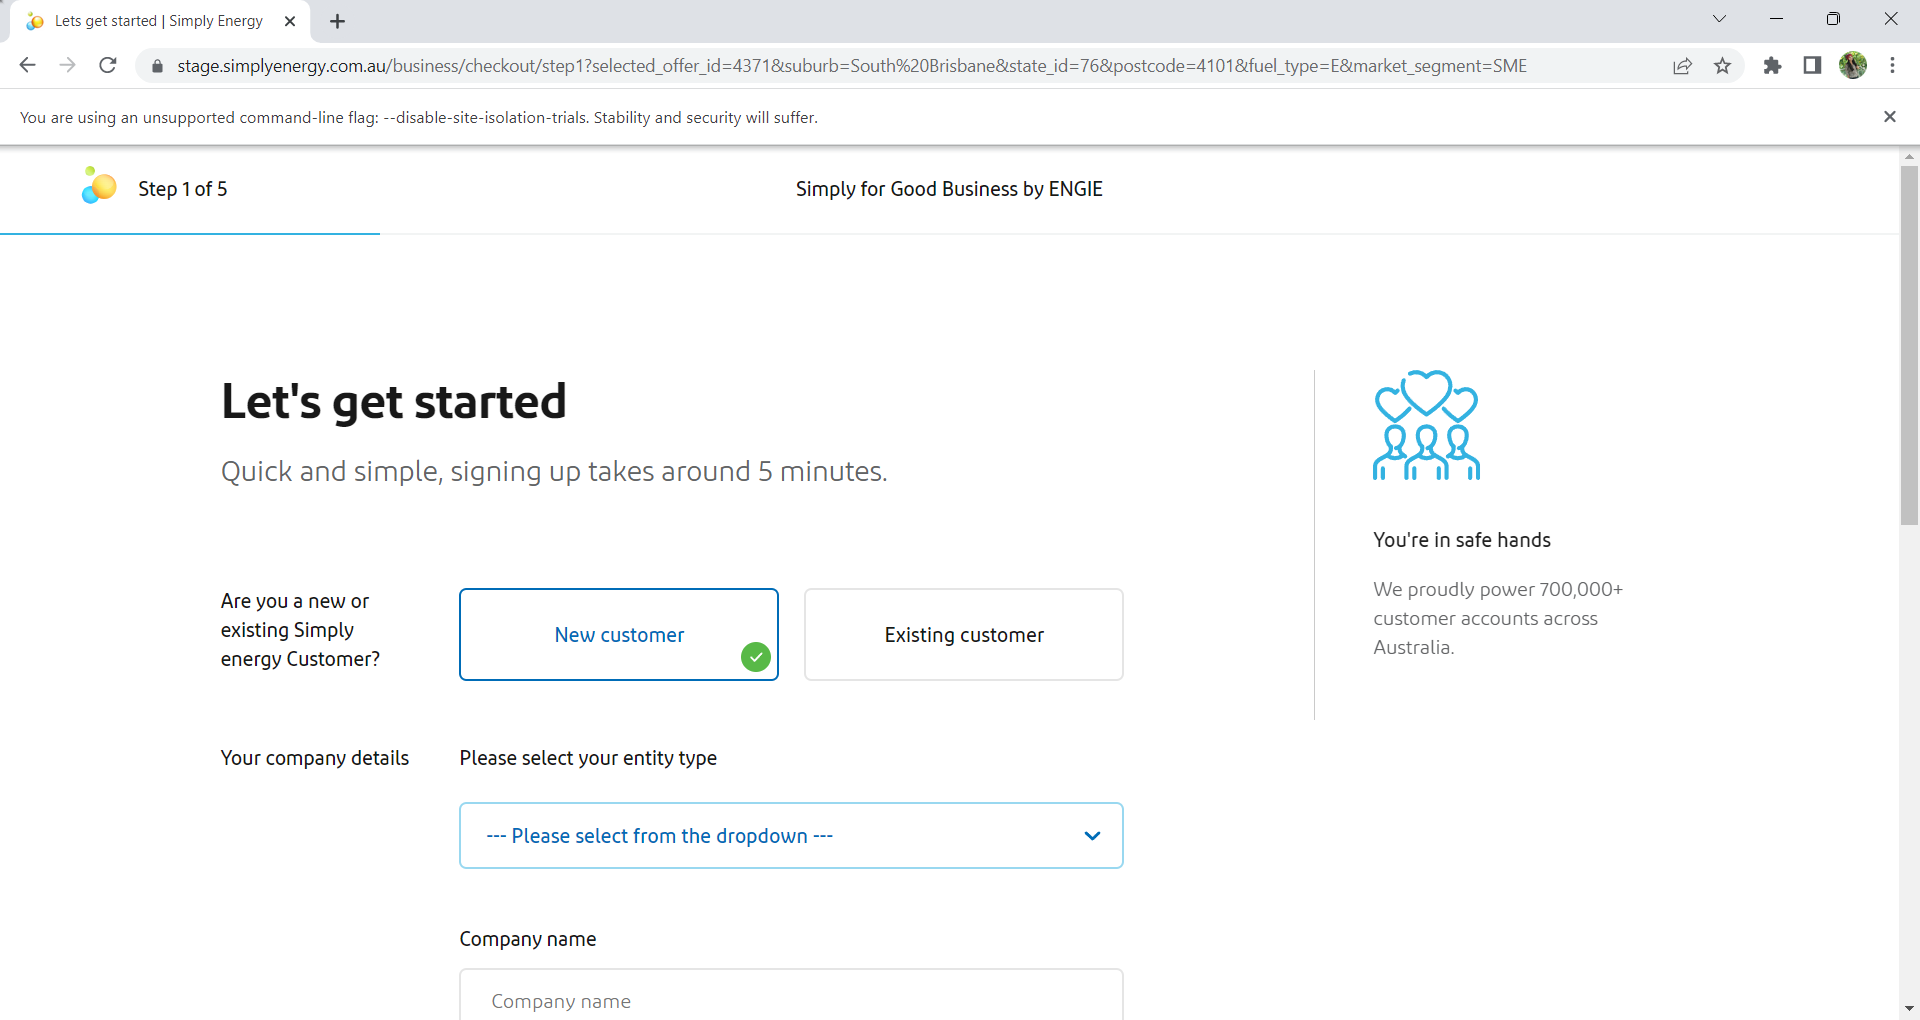 Lets get started | Simply Energy
stage.simplyenergy.com.au/business/checkout/step1?selected_offer_id=4371&suburb=South%20Brisbane&state_id=76&postcode=4101&fuel_type=E&market_segment=SME
You are using an unsupported command-line flag: --disable-site-isolation-trials. Stability and security will suffer.
Step 1 of 5
Simply for Good Business by ENGIE
Let's get started
Quick and simple, signing up takes around 5 minutes.
Are you a new or
existing Simply
energy Customer?
New customer
Existing customer
Your company details
Please select your entity type
--- Please select from the dropdown ---
Company name
Company name
You're in safe hands
We proudly power 700,000+
customer accounts across
Australia.